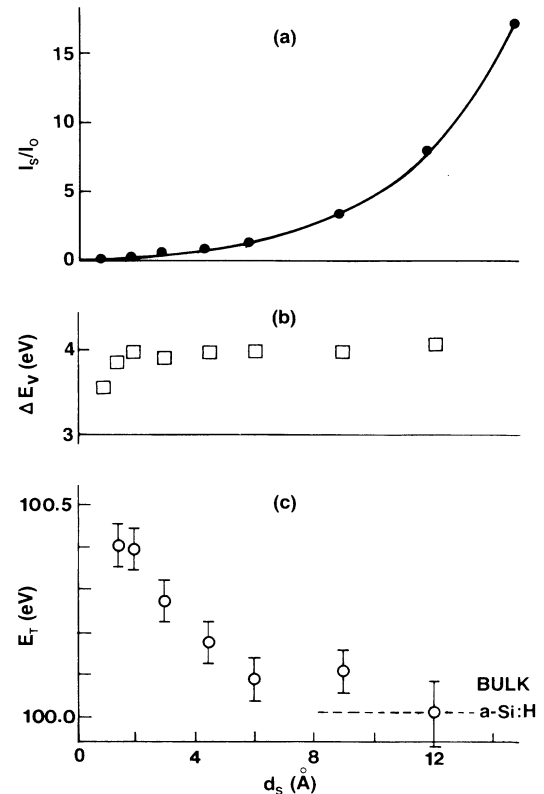 (a)
15
10
5
0
I_s/I_o
(b)
4
3
Δ E_V (eV)
(c)
100.5
100.0
E_T (eV)
BULK
a-Si:H
0 4 8 12
d_s (Å)